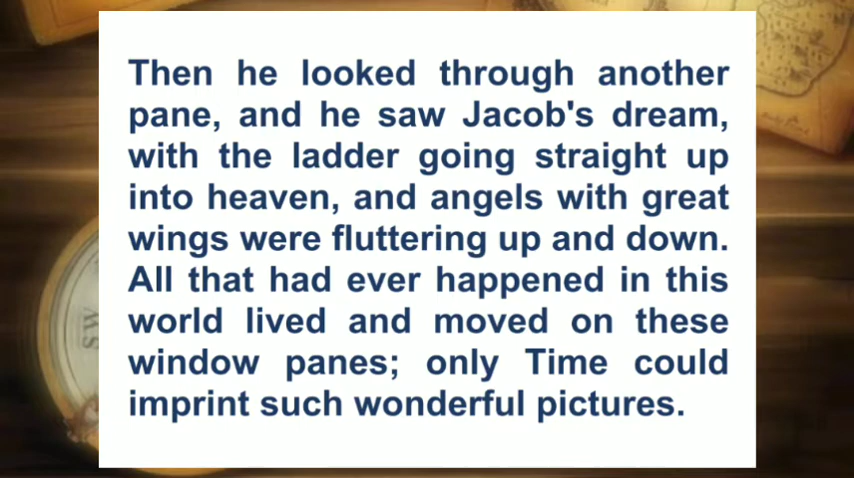 Then he looked through another
pane, and he saw Jacob's dream,
with the ladder going straight up
into heaven, and angels with great
wings were fluttering up and down.
All that had ever happened in this
world lived and moved on these
window panes; only Time could
imprint such wonderful pictures.
SW